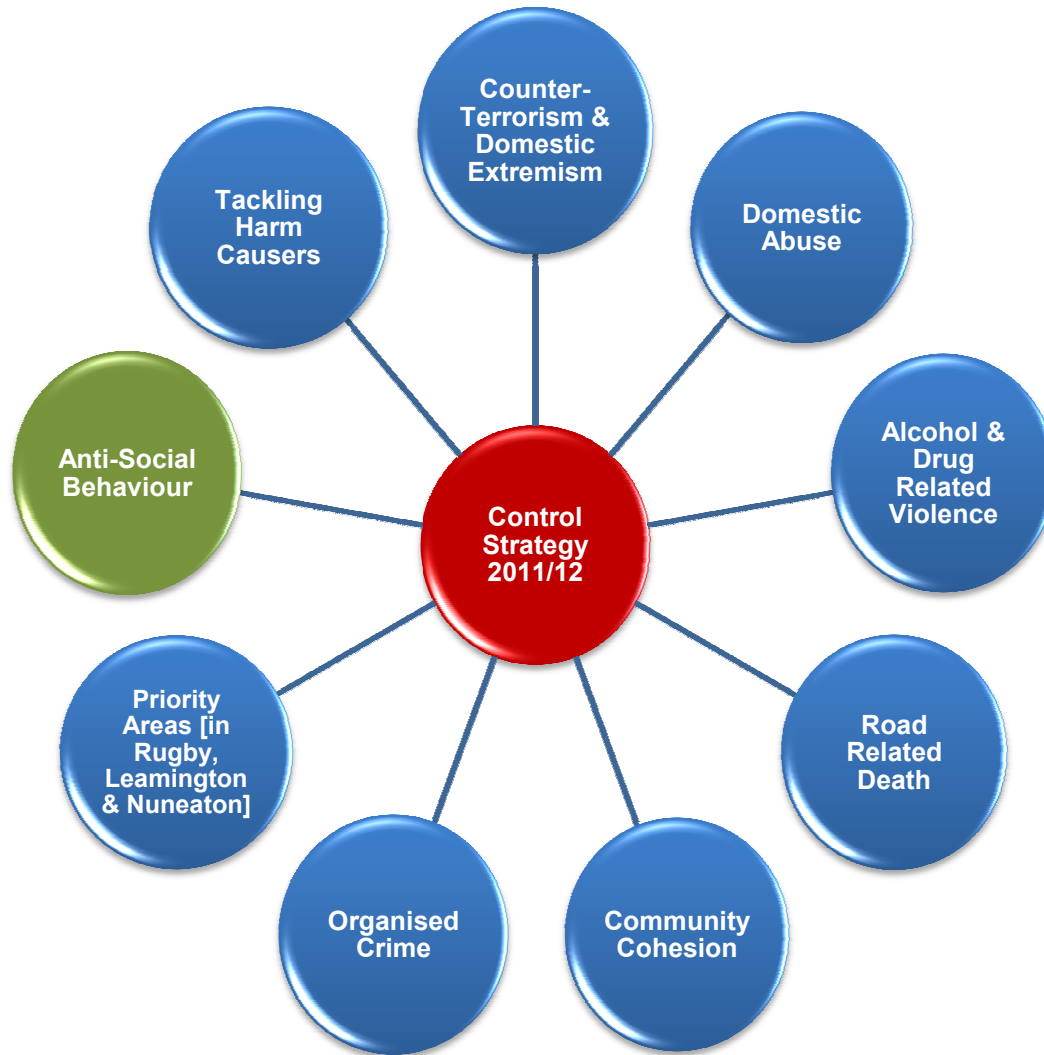 Counter-
Terrorism &
Domestic
Extremism
Domestic
Abuse
Alcohol &
Drug
Related
Violence
Road
Related
Death
Community
Cohesion
Organised
Crime
Priority
Areas [in
Rugby,
Leamington
& Nuneaton]
Anti-Social
Behaviour
Tackling
Harm
Causers
Control
Strategy
2011/12